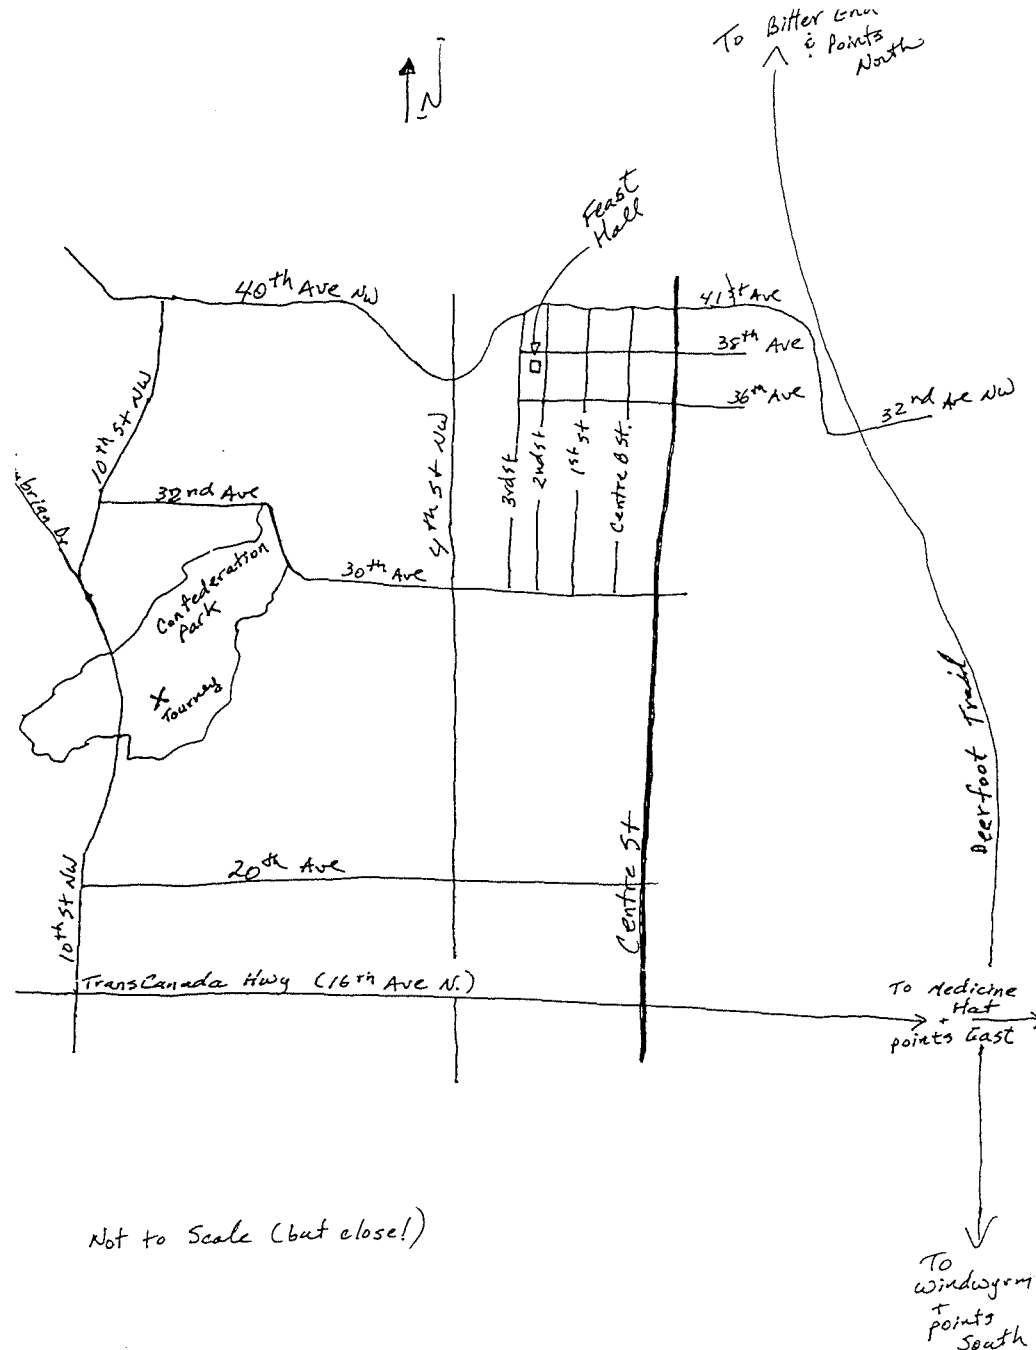 To Bitter End
& Points
North
N
Feast
Hall
40th Ave NW
41st Ave
38th Ave
36th Ave
32nd Ave NW
10th St NW
4th St NW
3rd St
2nd St
1st St
Centre B St.
32nd Ave
brian Dr
30th Ave
Confederation
Park
X
Tourney
Deerfoot Trail
20th Ave
Centre St
10th St NW
TransCanada Hwy (16th Ave N.)
To Medicine
Hat
+
points East
Not to Scale (but close!)
To
Windwyrm
+
points
South